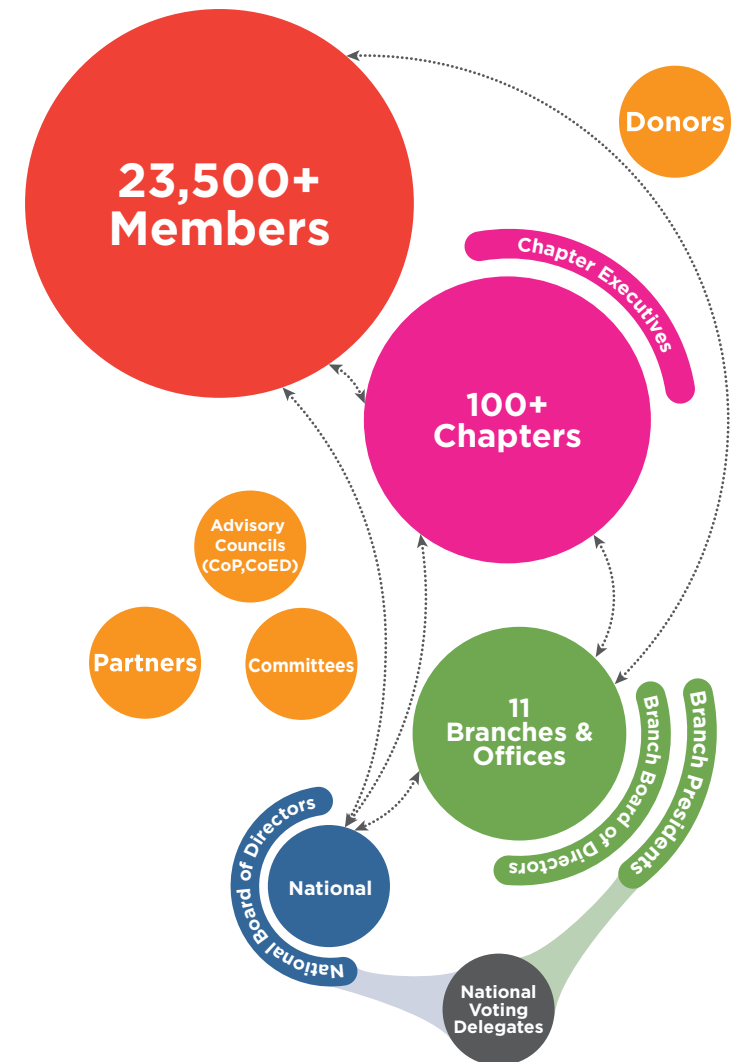 23,500+
Members
Donors
Chapter Executives
100+
Chapters
Advisory
Councils
(CoP,CoED)
Partners
Committees
11
Branches &
Offices
Branch Board of Directors
Branch Presidents
National Board of Directors
National
National
Voting
Delegates